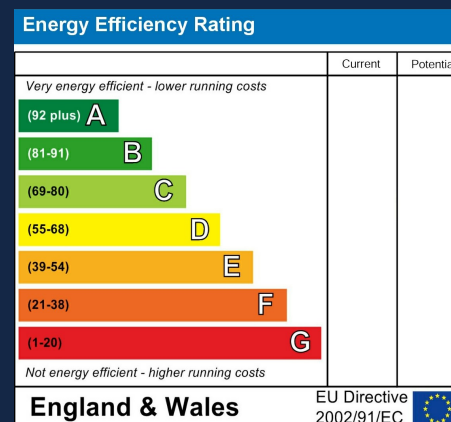 Energy Efficiency Rating
Current Potentia
Very energy efficient - lower running costs
(92 plus) A
(81-91) B
(69-80) C
(55-68) D
(39-54) E
(21-38) F
(1-20) G
Not energy efficient - higher running costs
England & Wales
EU Directive
2002/91/EC